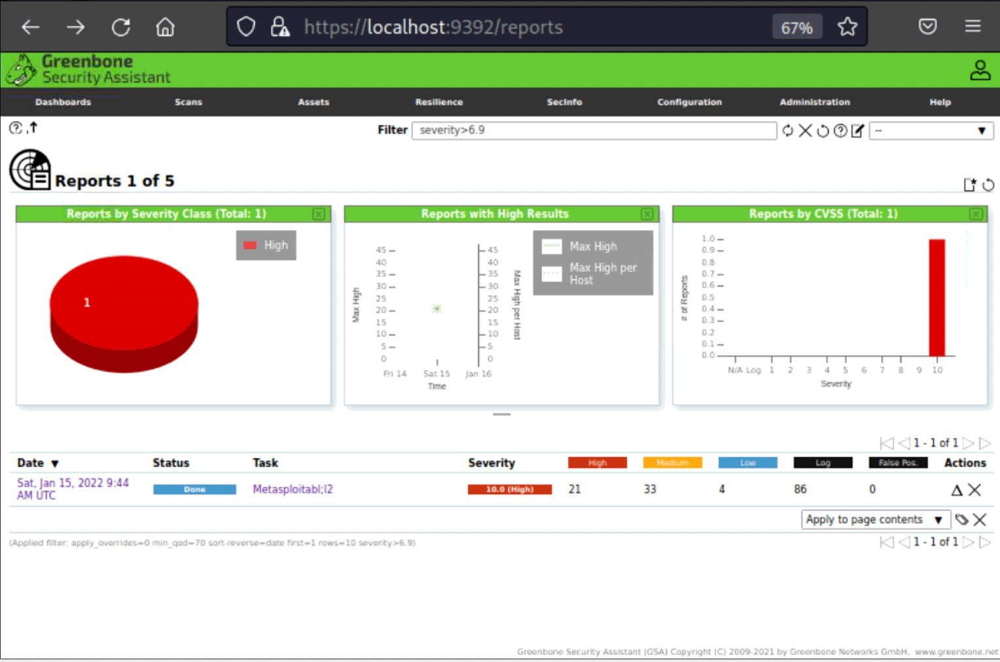 https://localhost:9392/reports
67%
Greenbone
Security Assistant
Dashboards Scans Assets Resilience SecInfo Configuration Administration Help
Filter severity>6.9 --
Reports 1 of 5
Reports by Severity Class (Total: 1)
High
1
Reports with High Results
Max High
Max High per
Host
45 45
40 40
35 35
30 30
25 25
20 20
15 15
10 10
5 5
0 0
Max High
Max High per Host
Fri 14 Sat 15 Jan 16
Time
Reports by CVSS (Total: 1)
1.0
0.9
0.8
0.7
0.6
0.5
0.4
0.3
0.2
0.1
0.0
# of Reports
N/A Log 1 2 3 4 5 6 7 8 9 10
Severity
1 - 1 of 1
Date ▼ Status Task Severity High Medium Low Log False Pos. Actions
Sat, Jan 15, 2022 9:44
AM UTC
Done Metasploitabl;l2 10.0 (High) 21 33 4 86 0
Apply to page contents ▼
(Applied filter: apply_overrides=0 min_qod=70 sort-reverse=date first=1 rows=10 severity>6.9)
1 - 1 of 1
Greenbone Security Assistant (GSA) Copyright (C) 2009-2021 by Greenbone Networks GmbH, www.greenbone.net